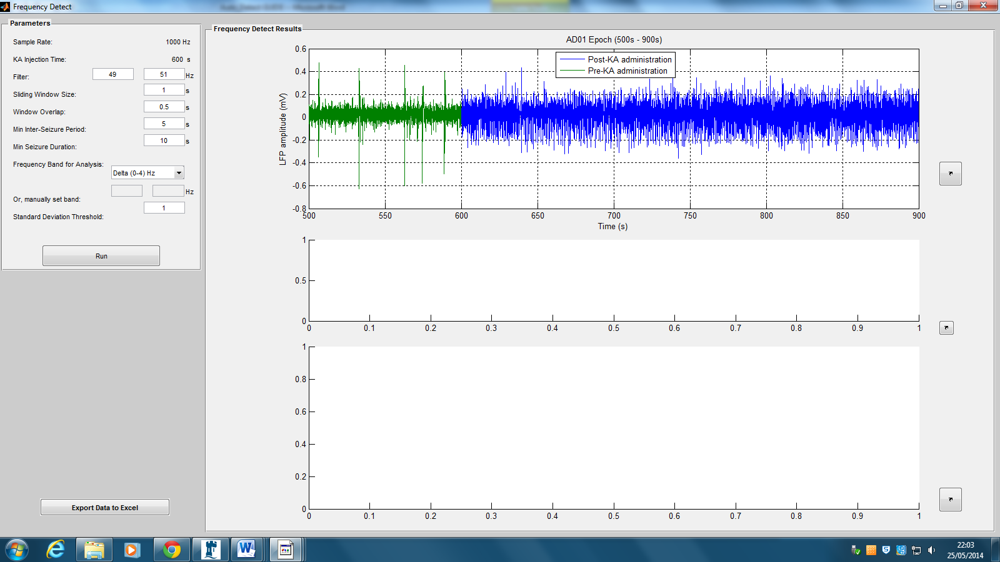 Frequency Detect
Parameters
Sample Rate: 1000 Hz
KA Injection Time: 600 s
Filter: 49 51 Hz
Sliding Window Size: 1 s
Window Overlap: 0.5 s
Min Inter-Seizure Period: 5 s
Min Seizure Duration: 10 s
Frequency Band for Analysis:
Delta (0-4) Hz
Hz
Or, manually set band:
1
Standard Deviation Threshold:
Run
Export Data to Excel
Frequency Detect Results
AD01 Epoch (500s - 900s)
Post-KA administration
Pre-KA administration
LFP amplitude (mV)
0.6
0.4
0.2
0
-0.2
-0.4
-0.6
-0.8
500 550 600 650 700 750 800 850 900
Time (s)
1
0.5
0
0 0.1 0.2 0.3 0.4 0.5 0.6 0.7 0.8 0.9 1
1
0.8
0.6
0.4
0.2
0
0 0.1 0.2 0.3 0.4 0.5 0.6 0.7 0.8 0.9 1
22:03
25/05/2014